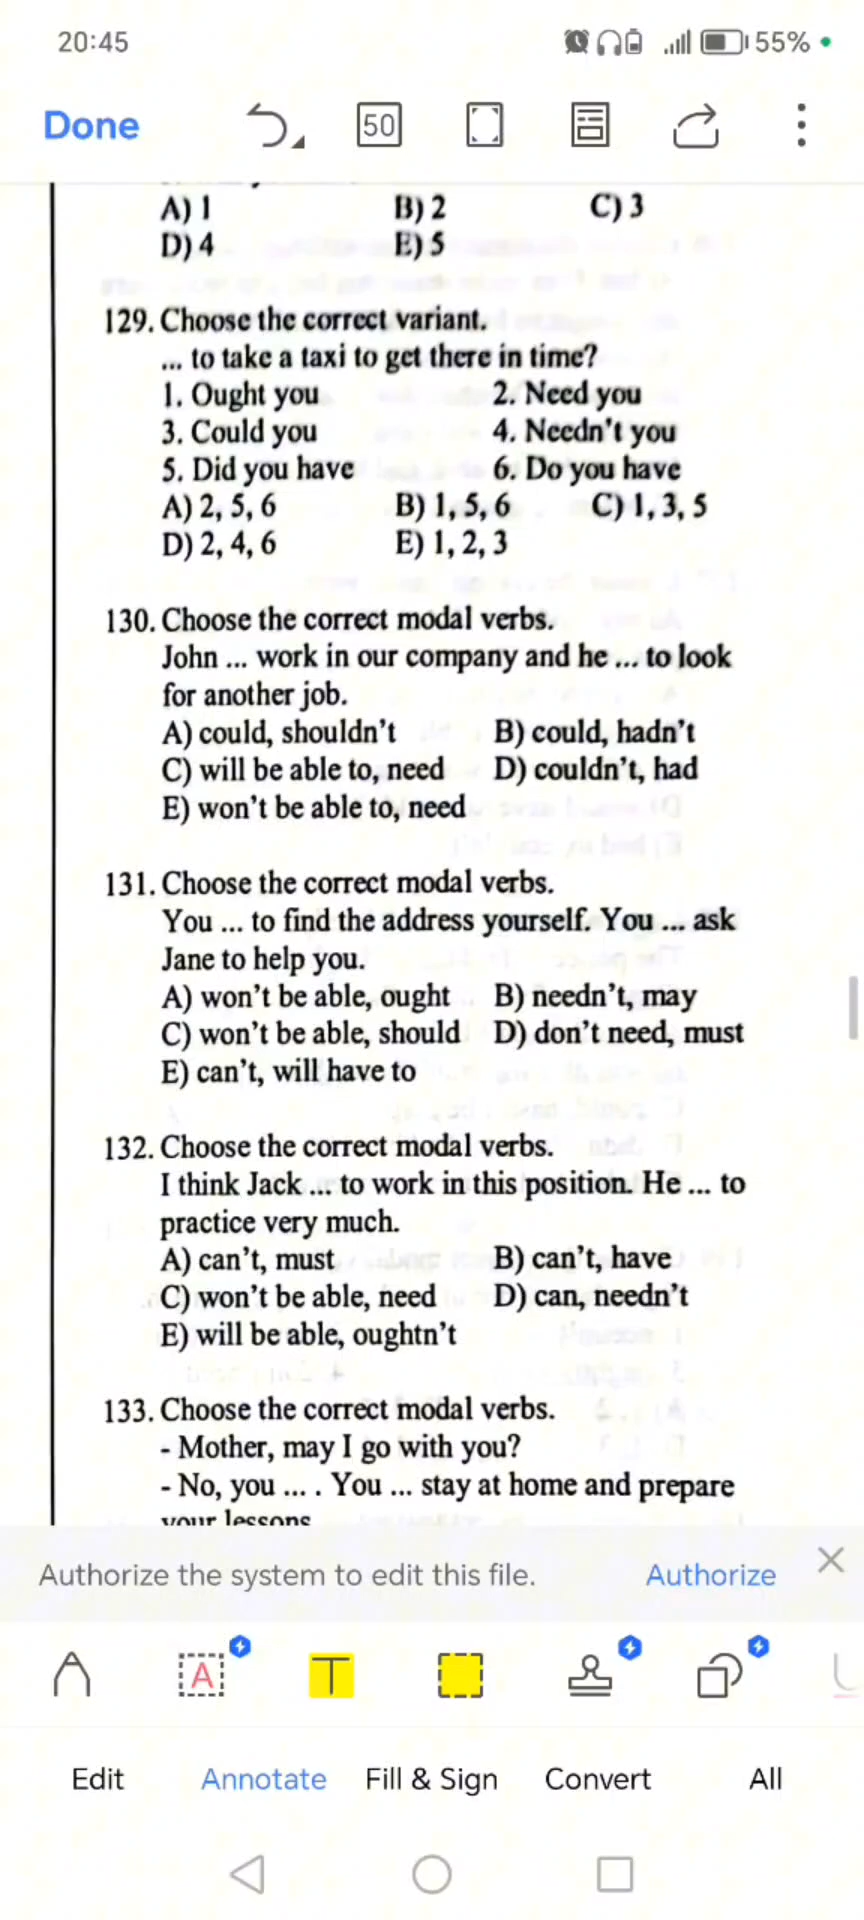 20:45
55%
Done
50
A) 1 B) 2 C) 3
D) 4 E) 5
129. Choose the correct variant.
... to take a taxi to get there in time?
1. Ought you 2. Need you
3. Could you 4. Needn't you
5. Did you have 6. Do you have
A) 2, 5, 6 B) 1, 5, 6 C) 1, 3, 5
D) 2, 4, 6 E) 1, 2, 3
130. Choose the correct modal verbs.
John ... work in our company and he ... to look
for another job.
A) could, shouldn't B) could, hadn't
C) will be able to, need D) couldn't, had
E) won't be able to, need
131. Choose the correct modal verbs.
You ... to find the address yourself. You ... ask
Jane to help you.
A) won't be able, ought B) needn't, may
C) won't be able, should D) don't need, must
E) can't, will have to
132. Choose the correct modal verbs.
I think Jack ... to work in this position. He ... to
practice very much.
A) can't, must B) can't, have
C) won't be able, need D) can, needn't
E) will be able, oughtn't
133. Choose the correct modal verbs.
- Mother, may I go with you?
- No, you ... . You ... stay at home and prepare
your lessons
Authorize the system to edit this file. Authorize
A T
Edit Annotate Fill & Sign Convert All